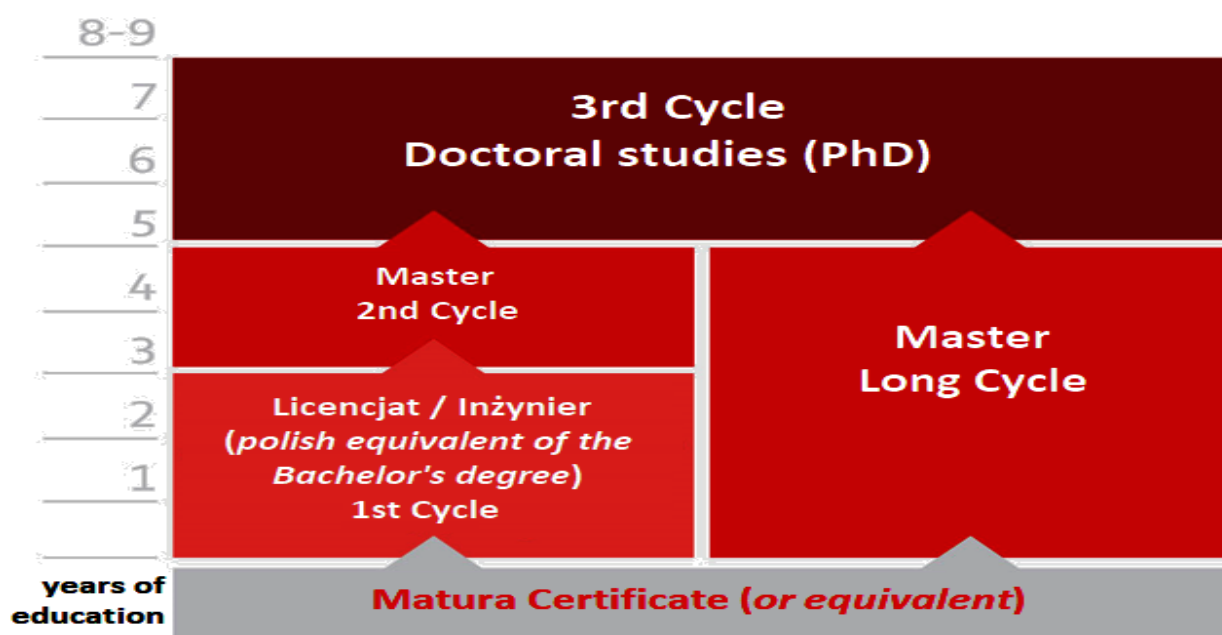 8-9
7
6
5
4
3
2
1
years of
education
3rd Cycle
Doctoral studies (PhD)
Master
2nd Cycle
Licencjat / Inżynier
(polish equivalent of the
Bachelor's degree)
1st Cycle
Master
Long Cycle
Matura Certificate (or equivalent)